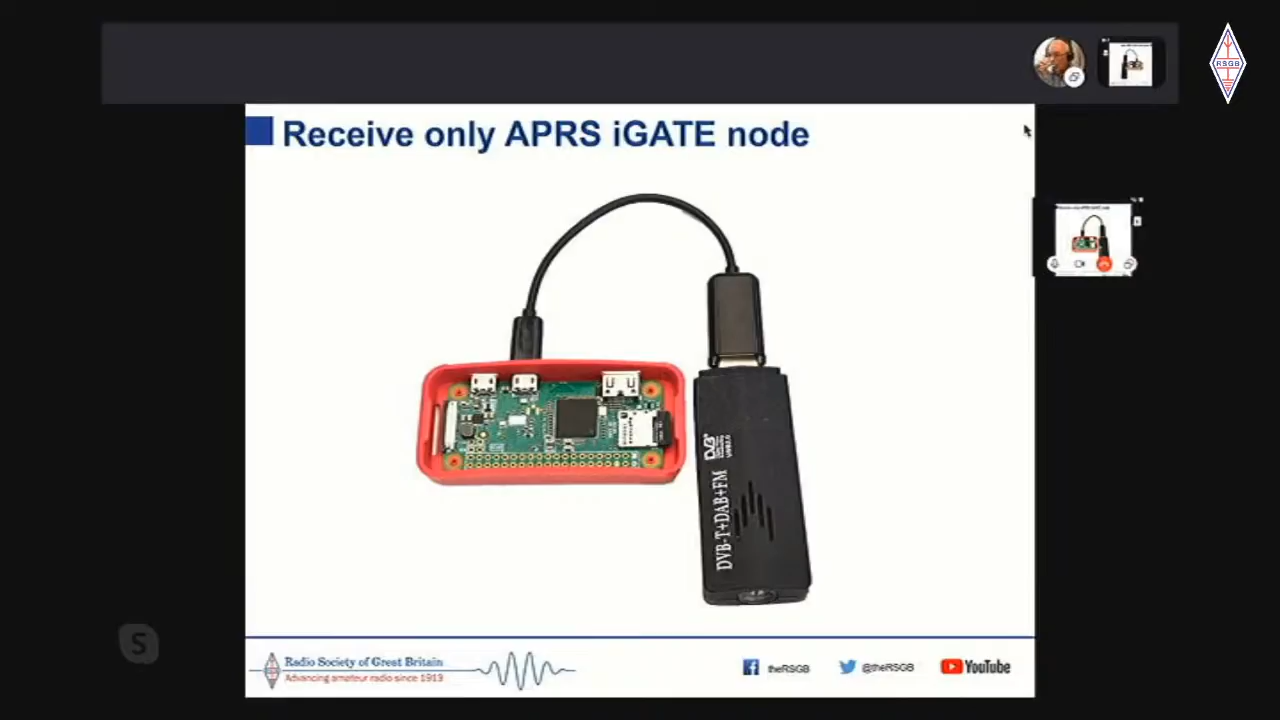 RSGB
Receive only APRS iGATE node
DVB
DVB-T+DAB+FM
S
Radio Society of Great Britain
Advancing amateur radio since 1913
theRSGB
@theRSGB
YouTube